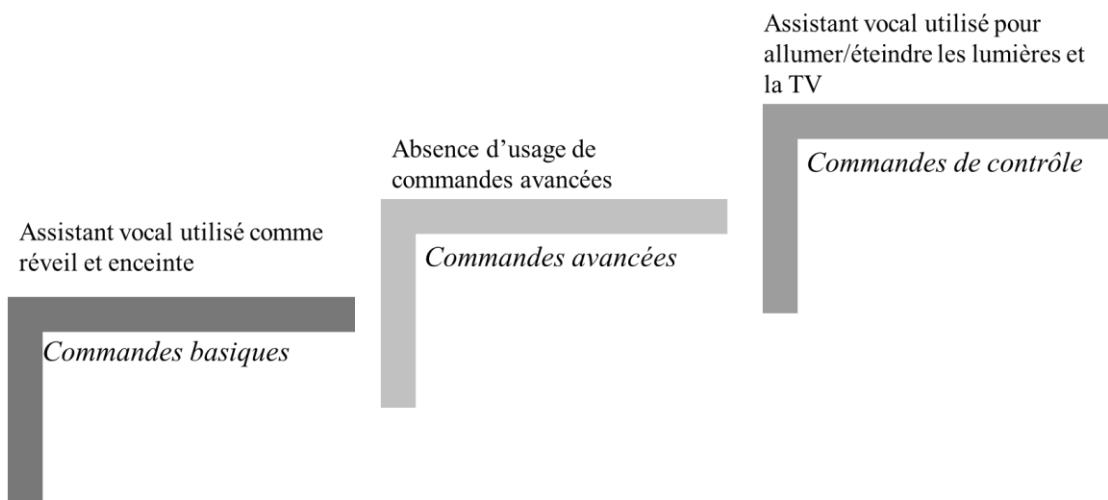 Assistant vocal utilisé comme
réveil et enceinte
Commandes basiques
Absence d’usage de
commandes avancées
Commandes avancées
Assistant vocal utilisé pour
allumer/éteindre les lumières et
la TV
Commandes de contrôle